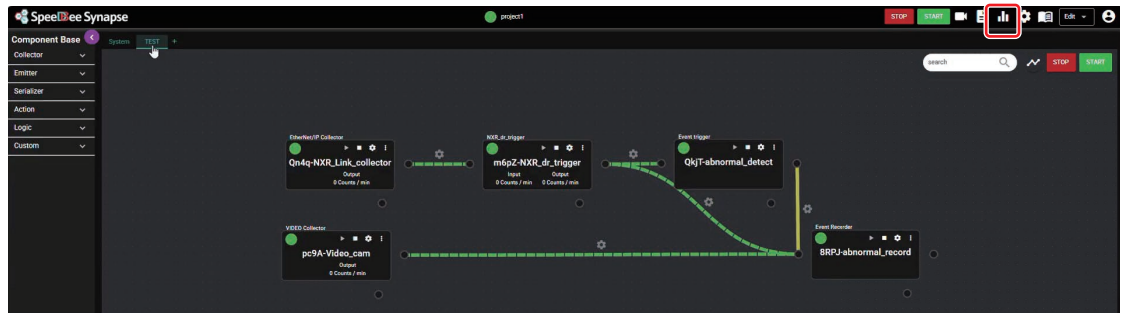 SpeeDBee Synapse
project1
STOP
START
Edit
Component Base
System
TEST
+
Collector
Emitter
Serializer
Action
Logic
Custom
search
STOP
START
EtherNet/IP Collector
Qn4q-NXR_Link_collector
Output
0 Counts / min
NXR_dr_trigger
m6pZ-NXR_dr_trigger
Input Output
0 Counts / min 0 Counts / min
Event trigger
QkjT-abnormal_detect
VIDEO Collector
pc9A-Video_cam
Output
0 Counts / min
Event Recorder
8RPJ-abnormal_record